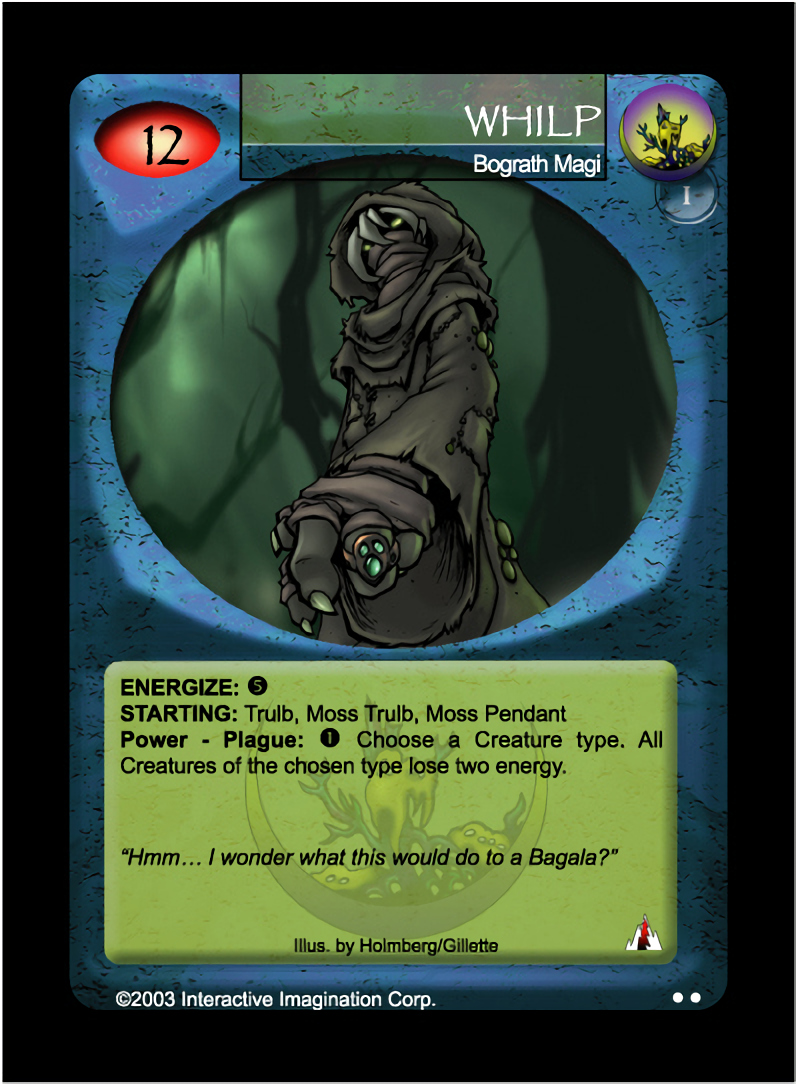 12
WHILP
Bograth Magi
I
ENERGIZE: ❺
STARTING: Trulb, Moss Trulb, Moss Pendant
Power - Plague: ❶ Choose a Creature type. All
Creatures of the chosen type lose two energy.
“Hmm… I wonder what this would do to a Bagala?”
Illus. by Holmberg/Gillette
©2003 Interactive Imagination Corp.